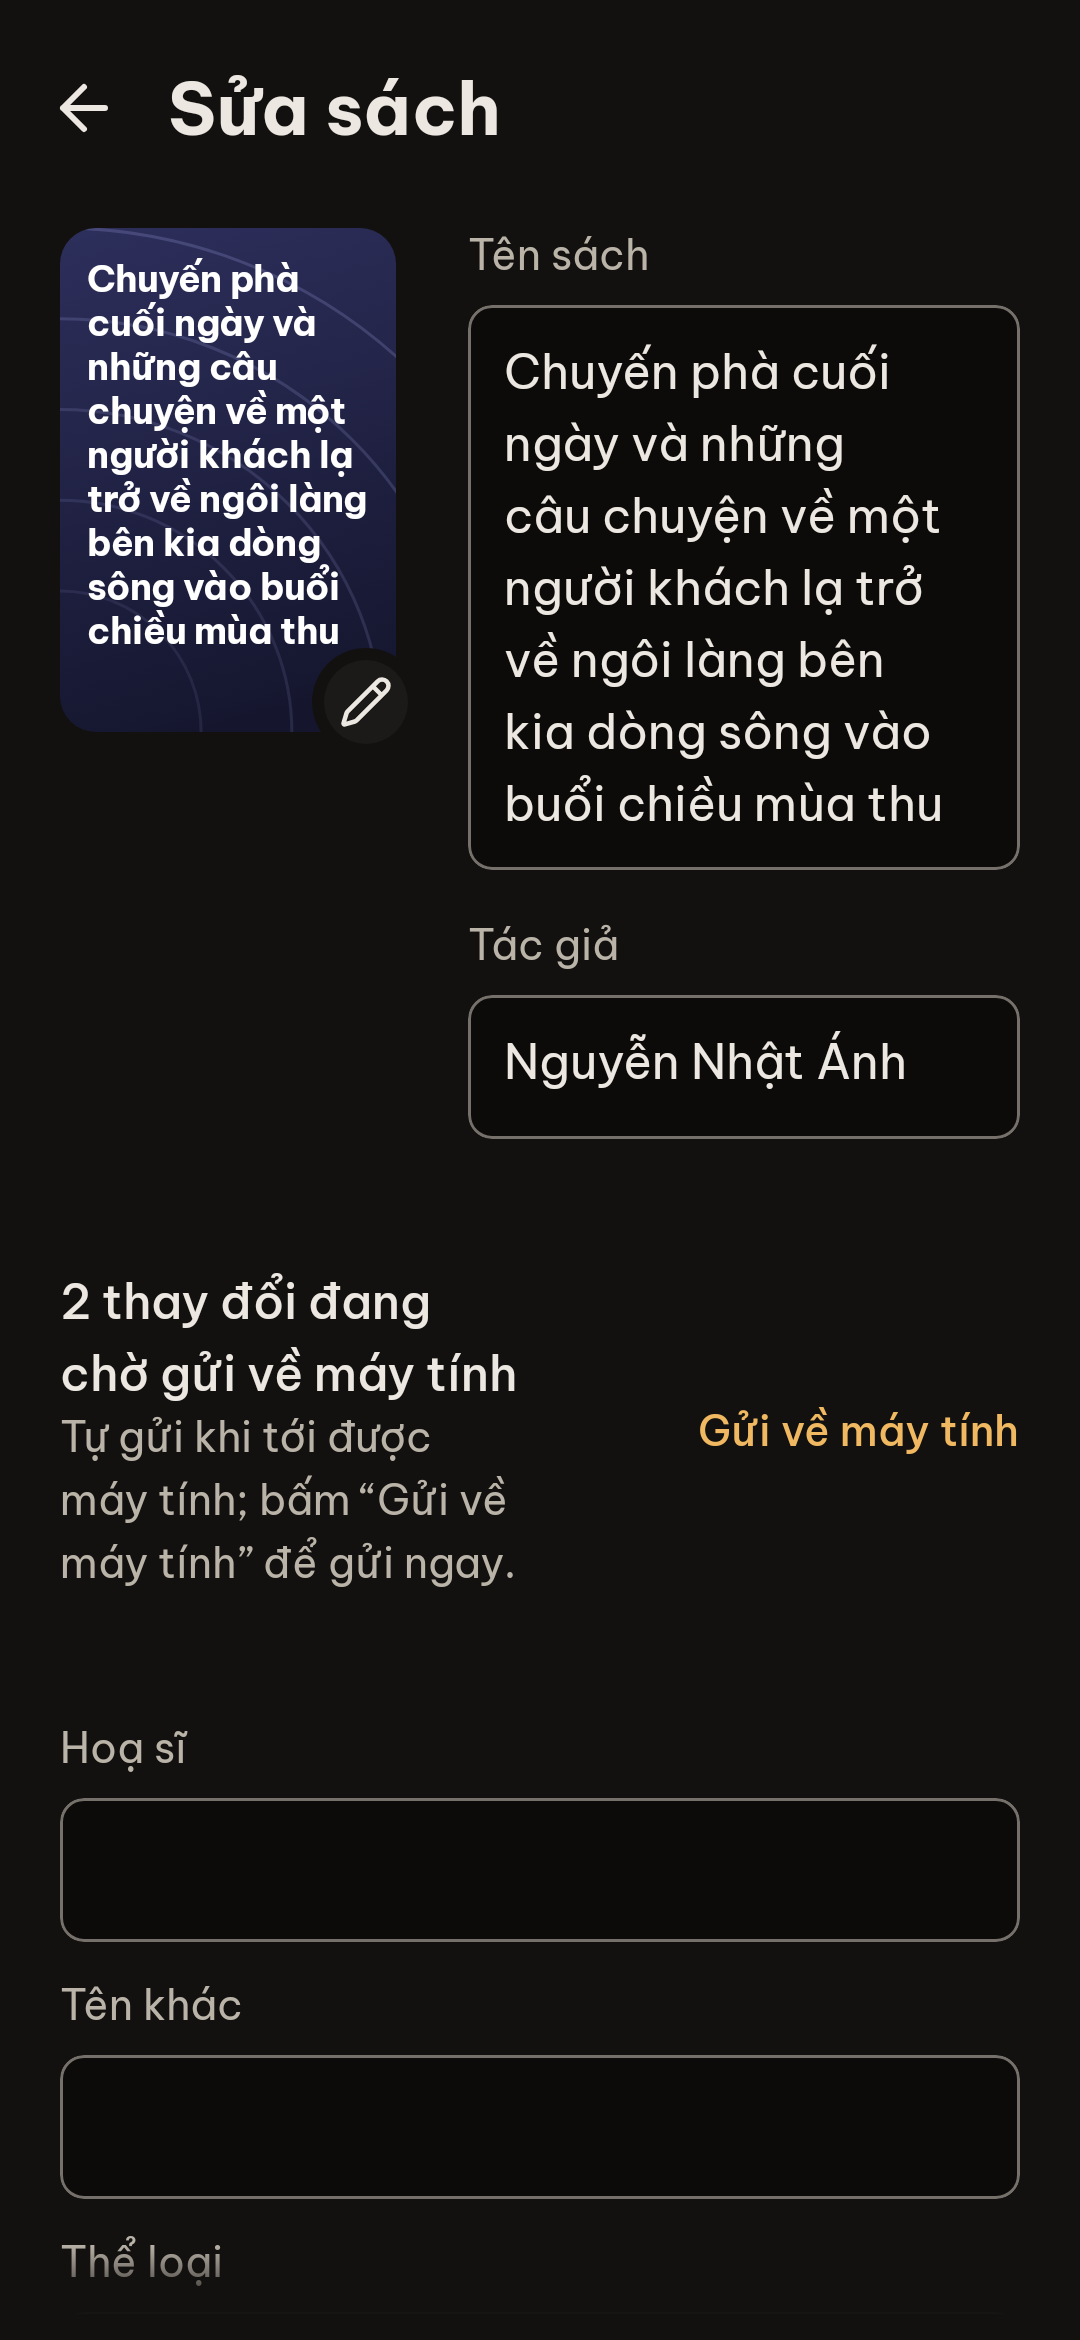 Sửa sách
Chuyến phà
cuối ngày và
những câu
chuyện về một
người khách lạ
trở về ngôi làng
bên kia dòng
sông vào buổi
chiều mùa thu
Tên sách
Chuyến phà cuối
ngày và những
câu chuyện về một
người khách lạ trở
về ngôi làng bên
kia dòng sông vào
buổi chiều mùa thu
Tác giả
Nguyễn Nhật Ánh
2 thay đổi đang
chờ gửi về máy tính
Tự gửi khi tới được
máy tính; bấm “Gửi về
máy tính” để gửi ngay.
Gửi về máy tính
Hoạ sĩ
Tên khác
Thể loại